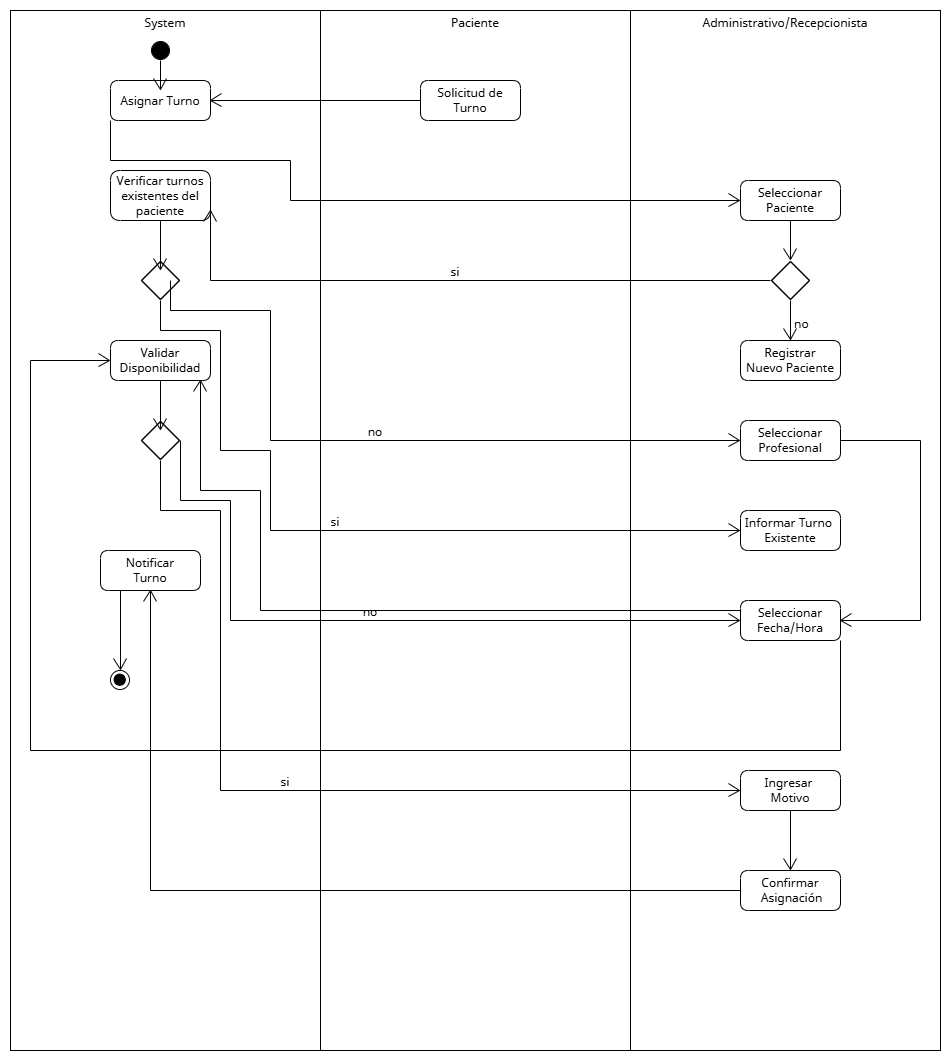 System
Paciente
Administrativo/Recepcionista
Asignar Turno
Solicitud de
Turno
Verificar turnos
existentes del
paciente
Seleccionar
Paciente
si
no
Validar
Disponibilidad
Registrar
Nuevo Paciente
no
Seleccionar
Profesional
si
Informar Turno
Existente
Notificar
Turno
no
Seleccionar
Fecha/Hora
si
Ingresar
Motivo
Confirmar
Asignación